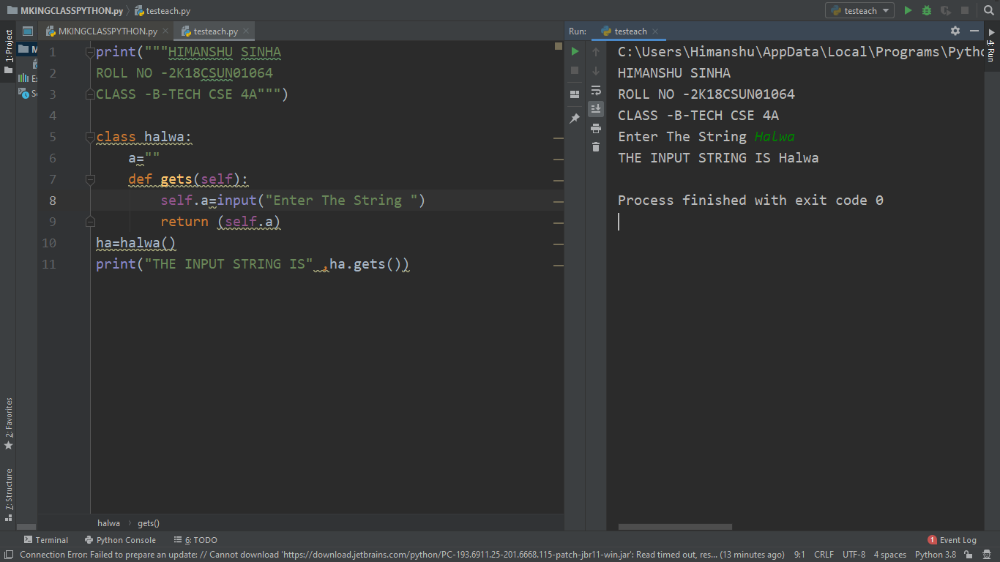 MKINGCLASSPYTHON.py testeach.py testeach
1: Project MKINGCLASSPYTHON.py testeach.py Run: testeach
4: Run
M
Ex
Sc
1 print("""HIMANSHU SINHA
2 ROLL NO -2K18CSUN01064
3 CLASS -B-TECH CSE 4A""")
4
5 class halwa:
6 a=""
7 def gets(self):
8 self.a=input("Enter The String ")
9 return (self.a)
10 ha=halwa()
11 print("THE INPUT STRING IS" ,ha.gets())
C:\Users\Himanshu\AppData\Local\Programs\Pytho
HIMANSHU SINHA
ROLL NO -2K18CSUN01064
CLASS -B-TECH CSE 4A
Enter The String Halwa
THE INPUT STRING IS Halwa
Process finished with exit code 0
2: Favorites
7: Structure
halwa gets()
Terminal Python Console 6: TODO 1 Event Log
Connection Error: Failed to prepare an update: // Cannot download 'https://download.jetbrains.com/python/PC-193.6911.25-201.6668.115-patch-jbr11-win.jar': Read timed out, res... (13 minutes ago) 9:1 CRLF UTF-8 4 spaces Python 3.8